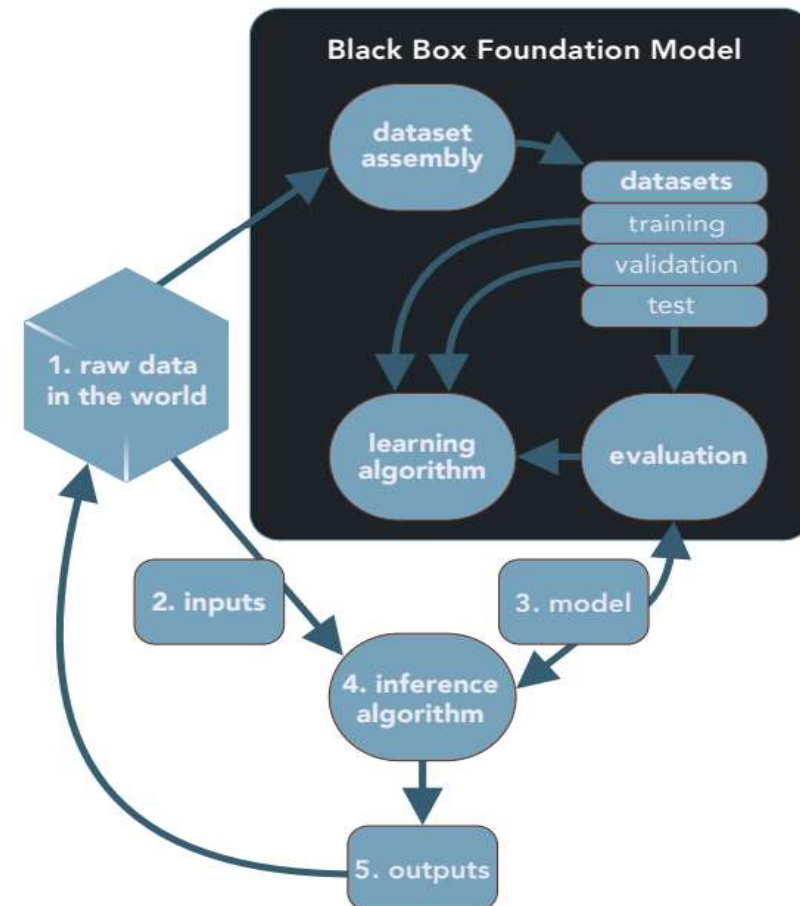 Black Box Foundation Model
dataset
assembly
datasets
training
validation
test
1. raw data
in the world
learning
algorithm
evaluation
2. inputs
3. model
4. inference
algorithm
5. outputs